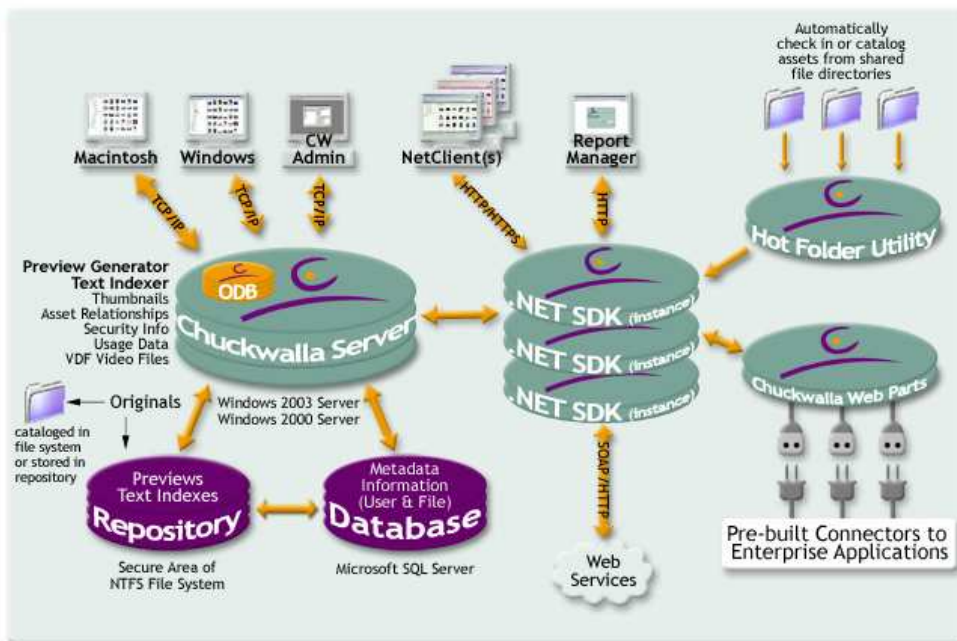 Automatically
check in or catalog
assets from shared
file directories
Macintosh
Windows
CW
Admin
NetClient(s)
Report
Manager
TCP/IP
TCP/IP
TCP/IP
HTTP/HTTPS
HTTP
Hot Folder Utility
Preview Generator
Text Indexer
Thumbnails
Asset Relationships
Security Info
Usage Data
VDF Video Files
ODB
Chuckwalla Server
.NET SDK (instance)
.NET SDK (instance)
.NET SDK (instance)
Chuckwalla Web Parts
Originals
cataloged in
file system
or stored in
repository
Windows 2003 Server
Windows 2000 Server
Previews
Text Indexes
Repository
Secure Area of
NTFS File System
Metadata
Information
(User & File)
Database
Microsoft SQL Server
SOAP/HTTP
Web
Services
Pre-built Connectors to
Enterprise Applications